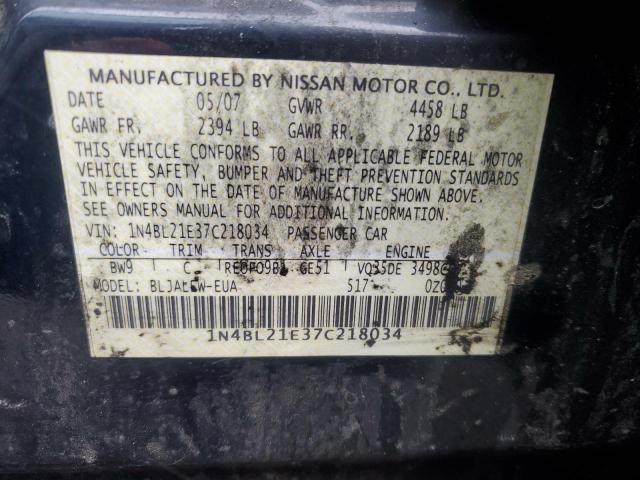 MANUFACTURED BY NISSAN MOTOR CO., LTD.
DATE 05/07 GVWR 4458 LB
GAWR FR. 2394 LB GAWR RR. 2189 LB
THIS VEHICLE CONFORMS TO ALL APPLICABLE FEDERAL MOTOR
VEHICLE SAFETY, BUMPER AND THEFT PREVENTION STANDARDS
IN EFFECT ON THE DATE OF MANUFACTURE SHOWN ABOVE.
SEE OWNERS MANUAL FOR ADDITIONAL INFORMATION.
VIN: 1N4BL21E37C218034 PASSENGER CAR
COLOR TRIM TRANS AXLE ENGINE
BW9 C GE51 VQ35DE
MODEL: 517
1N4BL21E37C218034